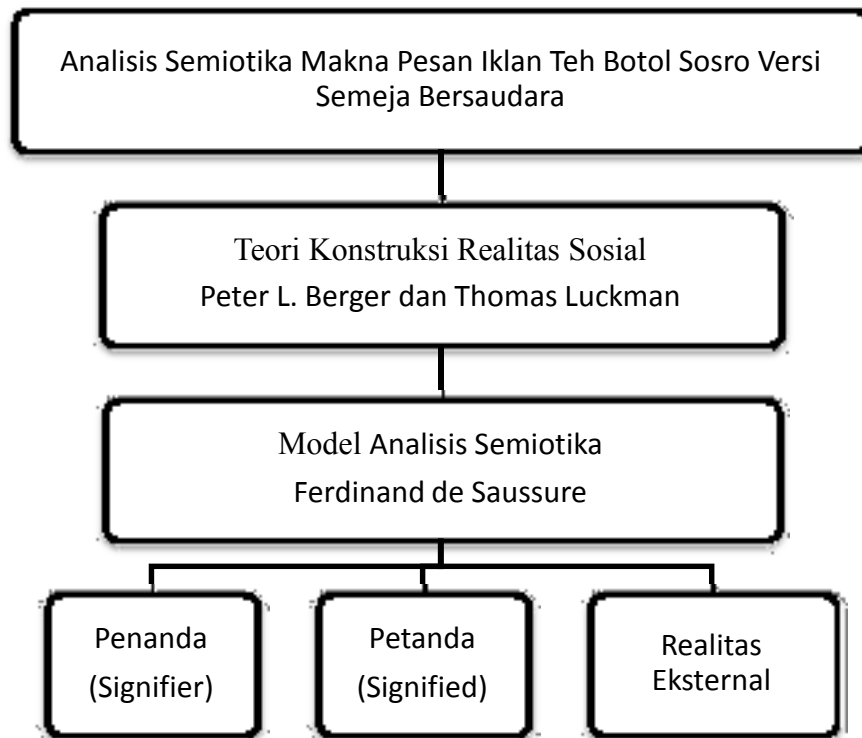 Analisis Semiotika Makna Pesan Iklan Teh Botol Sosro Versi
Semeja Bersaudara
Teori Konstruksi Realitas Sosial
Peter L. Berger dan Thomas Luckman
Model Analisis Semiotika
Ferdinand de Saussure
Penanda
(Signifier)
Petanda
(Signified)
Realitas
Eksternal